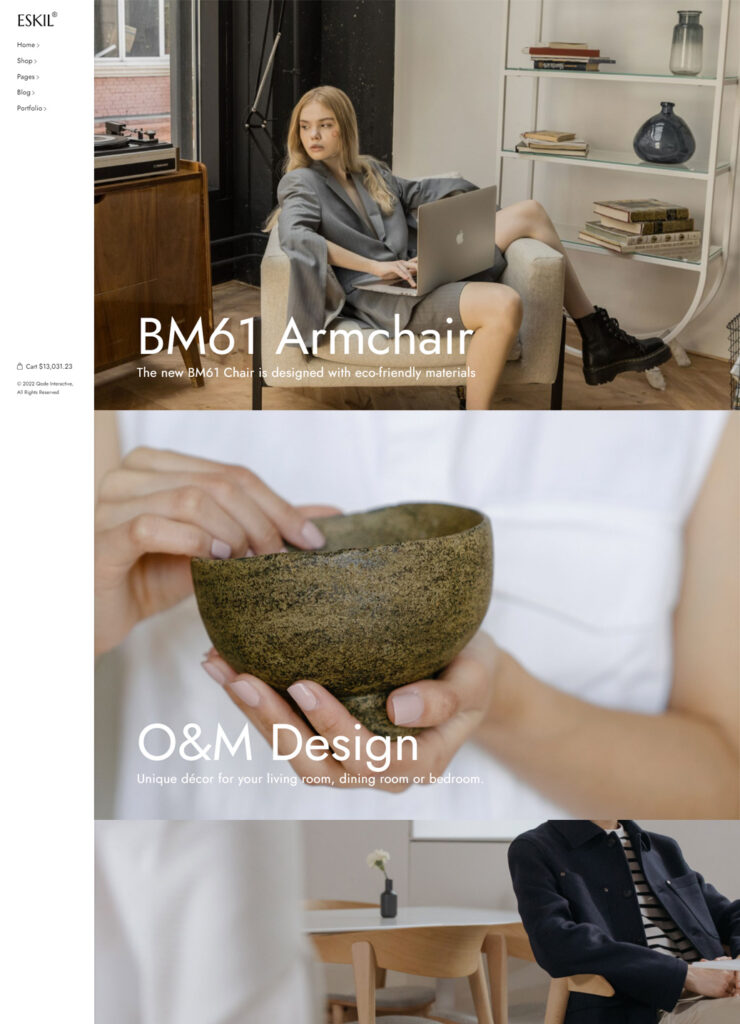 ESKIL®
Home
Shop
Pages
Blog
Portfolio
Cart $13,031.23
© 2022 Qode Interactive,
All Rights Reserved
BM61 Armchair
The new BM61 Chair is designed with eco-friendly materials
O&M Design
Unique décor for your living room, dining room or bedroom.